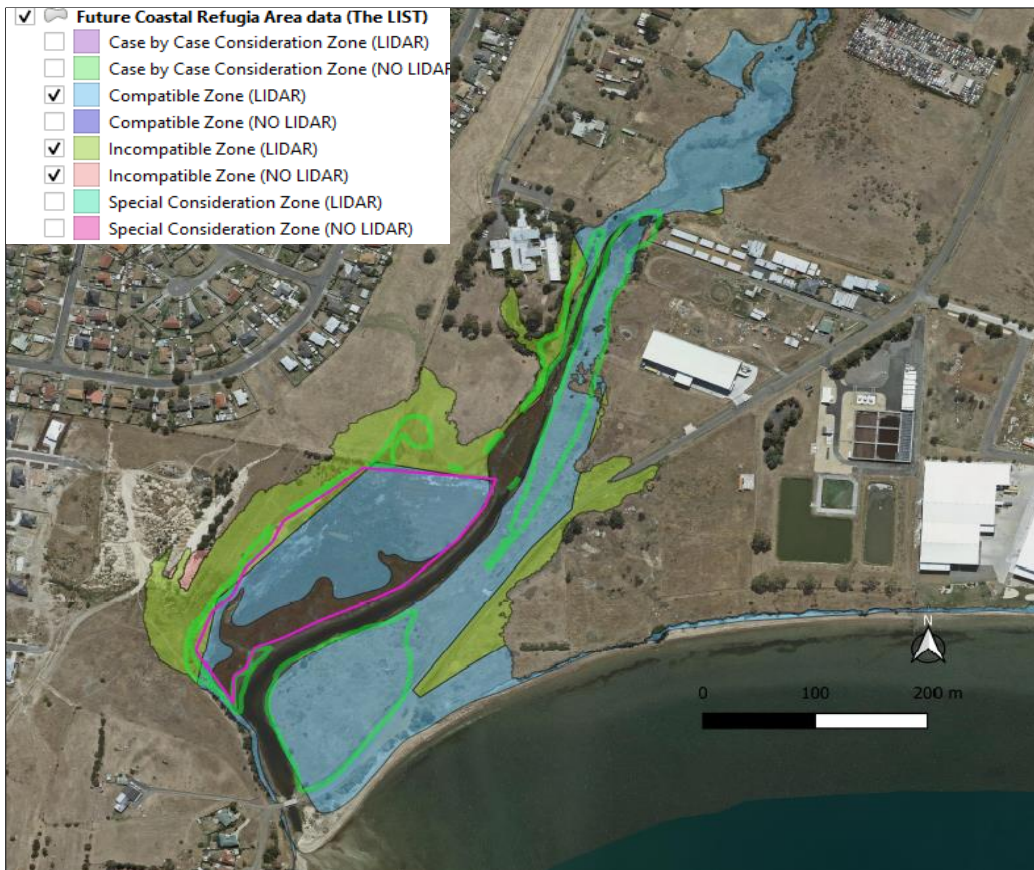 Future Coastal Refugia Area data (The LIST)
Case by Case Consideration Zone (LIDAR)
Case by Case Consideration Zone (NO LIDAR
Compatible Zone (LIDAR)
Compatible Zone (NO LIDAR)
Incompatible Zone (LIDAR)
Incompatible Zone (NO LIDAR)
Special Consideration Zone (LIDAR)
Special Consideration Zone (NO LIDAR)
N
0 100 200 m